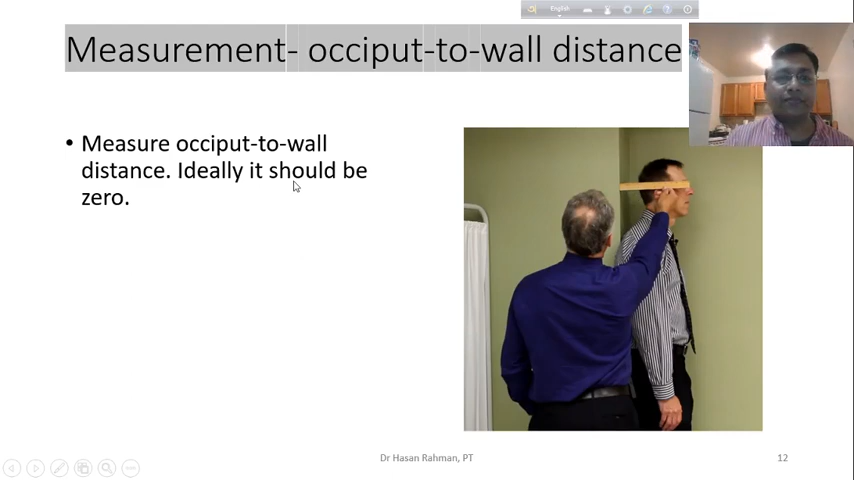 English
Measurement- occiput-to-wall distance
• Measure occiput-to-wall
distance. Ideally it should be
zero.
Dr Hasan Rahman, PT
12